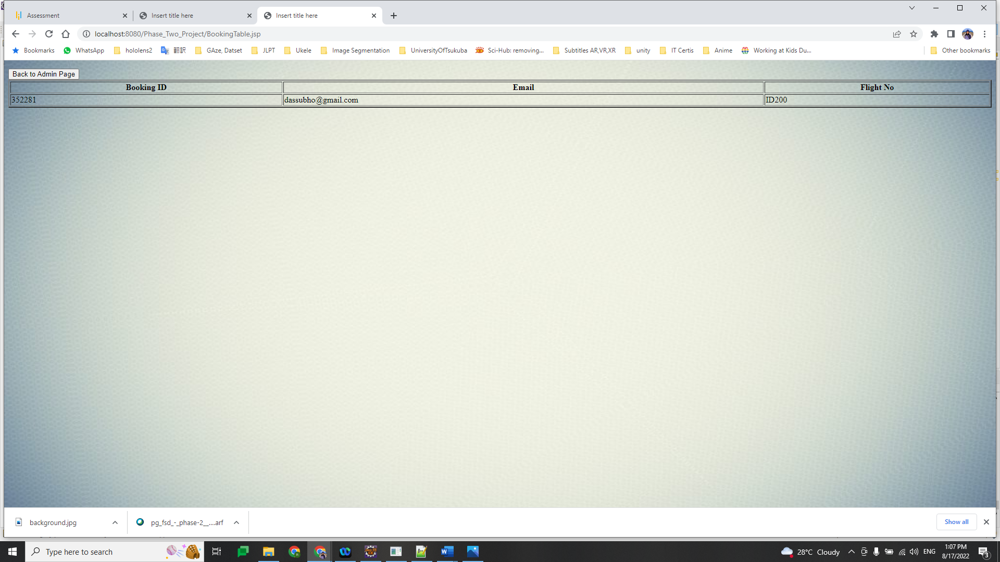 Assessment Insert title here Insert title here
localhost:8080/Phase_Two_Project/BookingTable.jsp
Bookmarks WhatsApp hololens2 翻訳 GAze, Datset JLPT Ukele Image Segmentation UniversityOfTsukuba Sci-Hub: removing... Subtitles AR,VR,XR unity IT Certis Anime Working at Kids Du... Other bookmarks
Back to Admin Page
Booking ID Email Flight No
352281 dassubho@gmail.com ID200
background.jpg pg_fsd_-_phase-2__....arf Show all
Type here to search 28°C Cloudy ENG 1:07 PM
8/17/2022 3